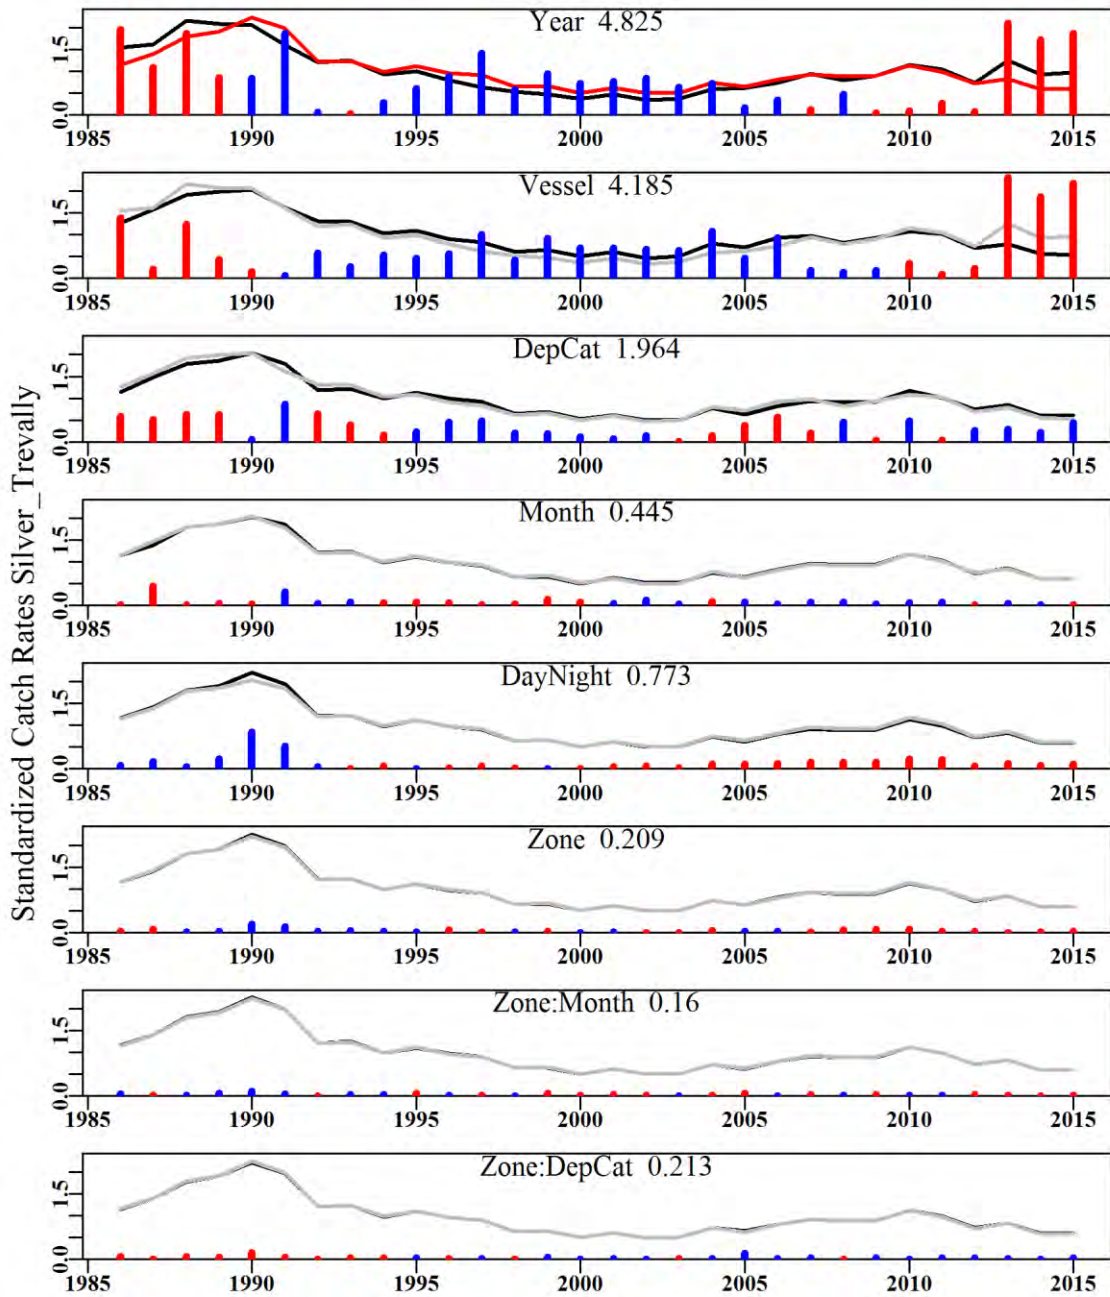 Standardized Catch Rates Silver_Trevally
Year 4.825
0.0 1.5
1985 1990 1995 2000 2005 2010 2015
Vessel 4.185
0.0 1.5
1985 1990 1995 2000 2005 2010 2015
DepCat 1.964
0.0 1.5
1985 1990 1995 2000 2005 2010 2015
Month 0.445
0.0 1.5
1985 1990 1995 2000 2005 2010 2015
DayNight 0.773
0.0 1.5
1985 1990 1995 2000 2005 2010 2015
Zone 0.209
0.0 1.5
1985 1990 1995 2000 2005 2010 2015
Zone:Month 0.16
0.0 1.5
1985 1990 1995 2000 2005 2010 2015
Zone:DepCat 0.213
0.0 1.5
1985 1990 1995 2000 2005 2010 2015